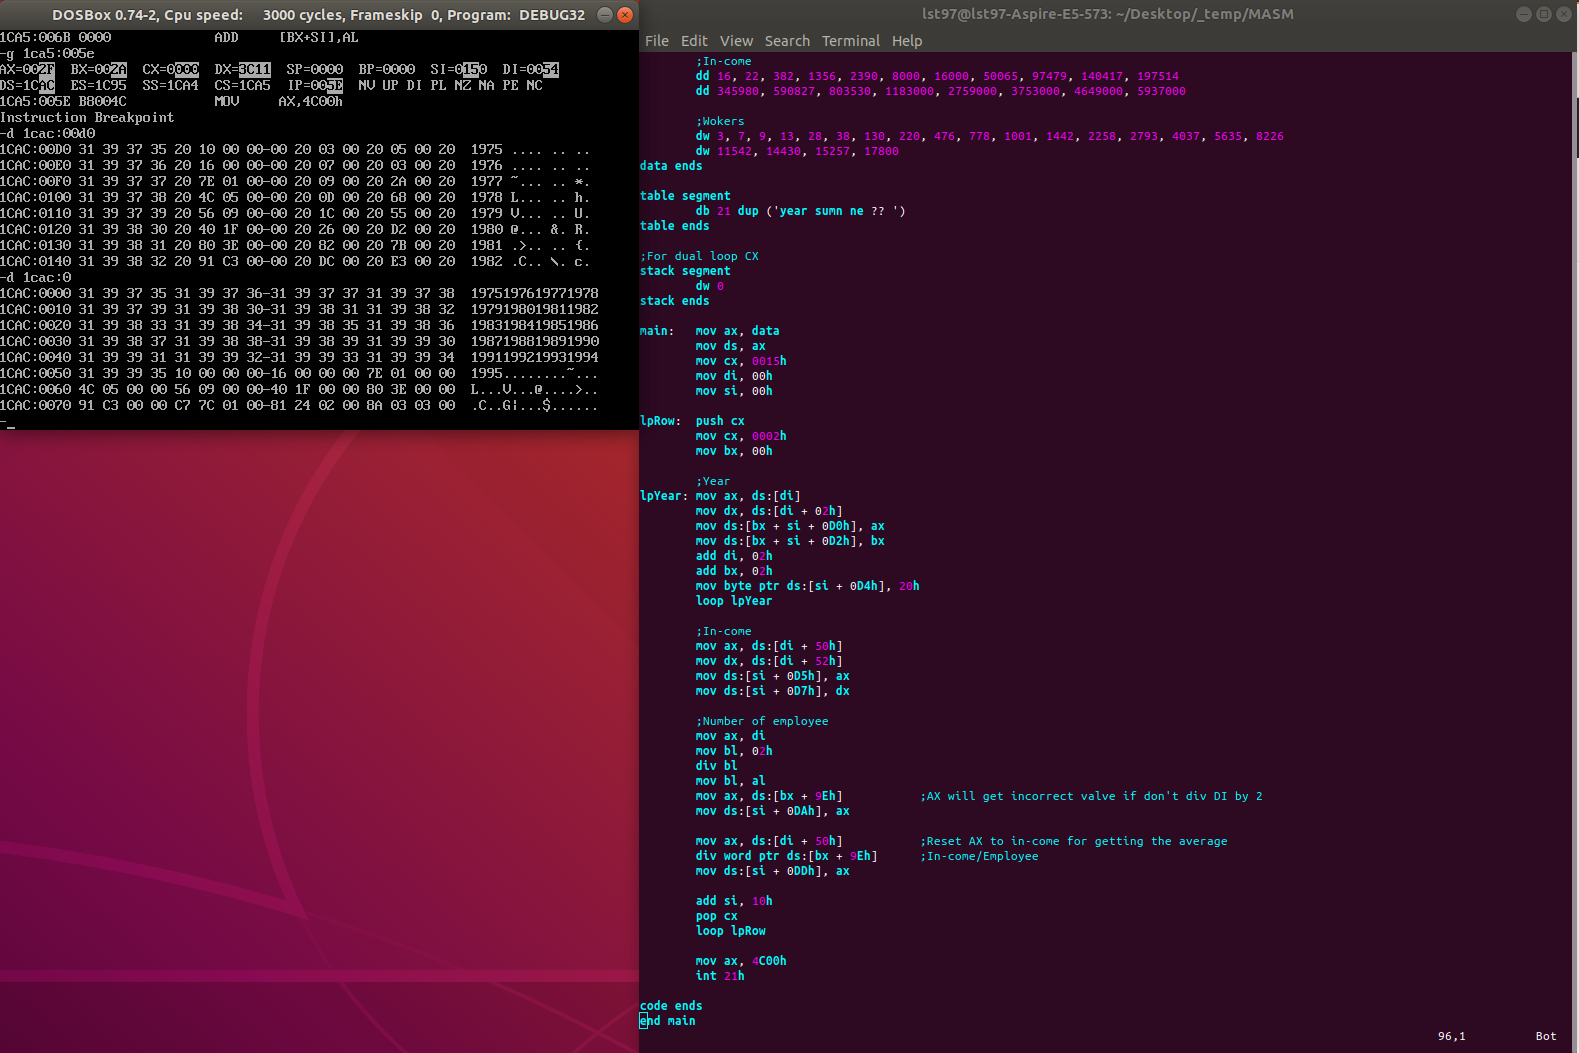 DOSBox 0.74-2, Cpu speed:    3000 cycles, Frameskip  0, Program:  DEBUG32
1CA5:006B 0000             ADD     [BX+SI],AL
-g 1ca5:005e
AX=002F  BX=002A  CX=0000  DX=3C11  SP=0000  BP=0000  SI=0150  DI=0054
DS=1CAC  ES=1C95  SS=1CA4  CS=1CA5  IP=005E  NV UP DI PL NZ NA PE NC
1CA5:005E B8004C           MOV     AX,4C00h
Instruction Breakpoint
-d 1cac:00d0
1CAC:00D0 31 39 37 35 20 10 00 00-00 20 03 00 20 05 00 20  1975 .... .. ..
1CAC:00E0 31 39 37 36 20 16 00 00-00 20 07 00 20 03 00 20  1976 .... .. ..
1CAC:00F0 31 39 37 37 20 7E 01 00-00 20 09 00 20 2A 00 20  1977 ~... .. *.
1CAC:0100 31 39 37 38 20 4C 05 00-00 20 0D 00 20 68 00 20  1978 L... .. h.
1CAC:0110 31 39 37 39 20 56 09 00-00 20 1C 00 20 55 00 20  1979 V... .. U.
1CAC:0120 31 39 38 30 20 40 1F 00-00 20 26 00 20 D2 00 20  1980 @... &. R.
1CAC:0130 31 39 38 31 20 80 3E 00-00 20 82 00 20 7B 00 20  1981 .>.. .. {.
1CAC:0140 31 39 38 32 20 91 C3 00-00 20 DC 00 20 E3 00 20  1982 .C.. \. c.
-d 1cac:0
1CAC:0000 31 39 37 35 31 39 37 36-31 39 37 37 31 39 37 38  1975197619771978
1CAC:0010 31 39 37 39 31 39 38 30-31 39 38 31 31 39 38 32  1979198019811982
1CAC:0020 31 39 38 33 31 39 38 34-31 39 38 35 31 39 38 36  1983198419851986
1CAC:0030 31 39 38 37 31 39 38 38-31 39 38 39 31 39 39 30  1987198819891990
1CAC:0040 31 39 39 31 31 39 39 32-31 39 39 33 31 39 39 34  1991199219931994
1CAC:0050 31 39 39 35 10 00 00 00-16 00 00 00 7E 01 00 00  1995........~...
1CAC:0060 4C 05 00 00 56 09 00 00-40 1F 00 00 80 3E 00 00  L...V...@....>..
1CAC:0070 91 C3 00 00 C7 7C 01 00-81 24 02 00 8A 03 03 00  .C..G|...$......
-_
lst97@lst97-Aspire-E5-573: ~/Desktop/_temp/MASM
File  Edit  View  Search  Terminal  Help
;In-come
dd 16, 22, 382, 1356, 2390, 8000, 16000, 50065, 97479, 140417, 197514
dd 345980, 590827, 803530, 1183000, 2759000, 3753000, 4649000, 5937000
;Wokers
dw 3, 7, 9, 13, 28, 38, 130, 220, 476, 778, 1001, 1442, 2258, 2793, 4037, 5635, 8226
dw 11542, 14430, 15257, 17800
data ends
table segment
db 21 dup ('year sumn ne ?? ')
table ends
;For dual loop CX
stack segment
dw 0
stack ends
main:   mov ax, data
mov ds, ax
mov cx, 0015h
mov di, 00h
mov si, 00h
lpRow:  push cx
mov cx, 0002h
mov bx, 00h
;Year
lpYear: mov ax, ds:[di]
mov dx, ds:[di + 02h]
mov ds:[bx + si + 0D0h], ax
mov ds:[bx + si + 0D2h], bx
add di, 02h
add bx, 02h
mov byte ptr ds:[si + 0D4h], 20h
loop lpYear
;In-come
mov ax, ds:[di + 50h]
mov dx, ds:[di + 52h]
mov ds:[si + 0D5h], ax
mov ds:[si + 0D7h], dx
;Number of employee
mov ax, di
mov bl, 02h
div bl
mov bl, al
mov ax, ds:[bx + 9Eh]           ;AX will get incorrect valve if don't div DI by 2
mov ds:[si + 0DAh], ax
mov ax, ds:[di + 50h]           ;Reset AX to in-come for getting the average
div word ptr ds:[bx + 9Eh]      ;In-come/Employee
mov ds:[si + 0DDh], ax
add si, 10h
pop cx
loop lpRow
mov ax, 4C00h
int 21h
code ends
end main
96,1          Bot